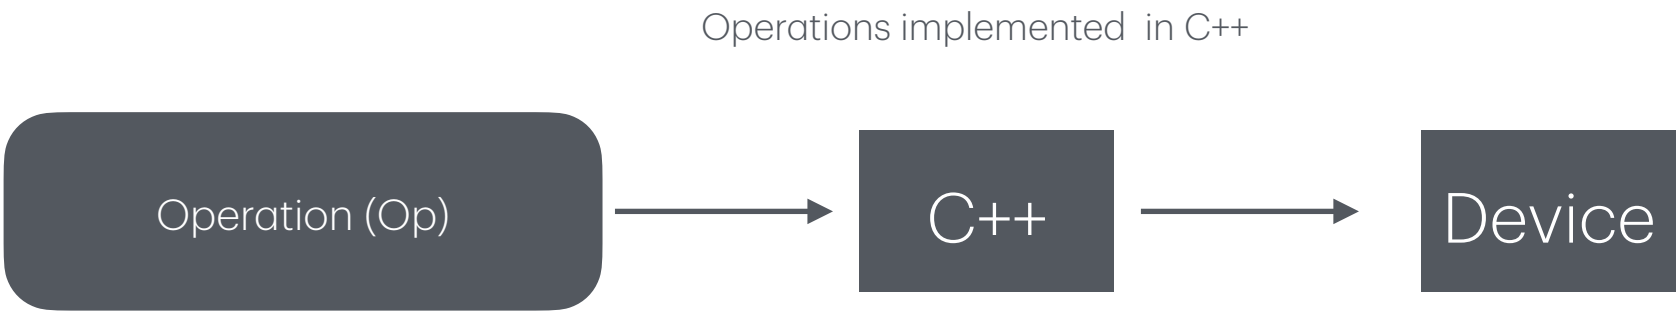 Operations implemented in C++
Operation (Op)
C++
Device